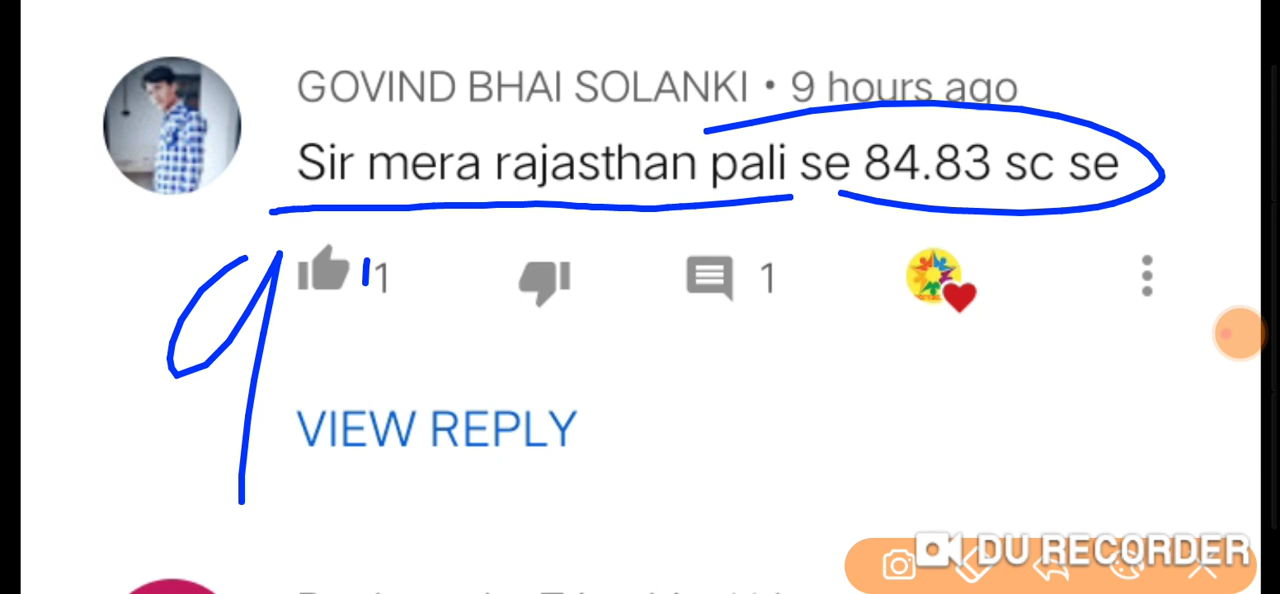 GOVIND BHAI SOLANKI • 9 hours ago
Sir mera rajasthan pali se 84.83 sc se
1
1
9
VIEW REPLY
DU RECORDER